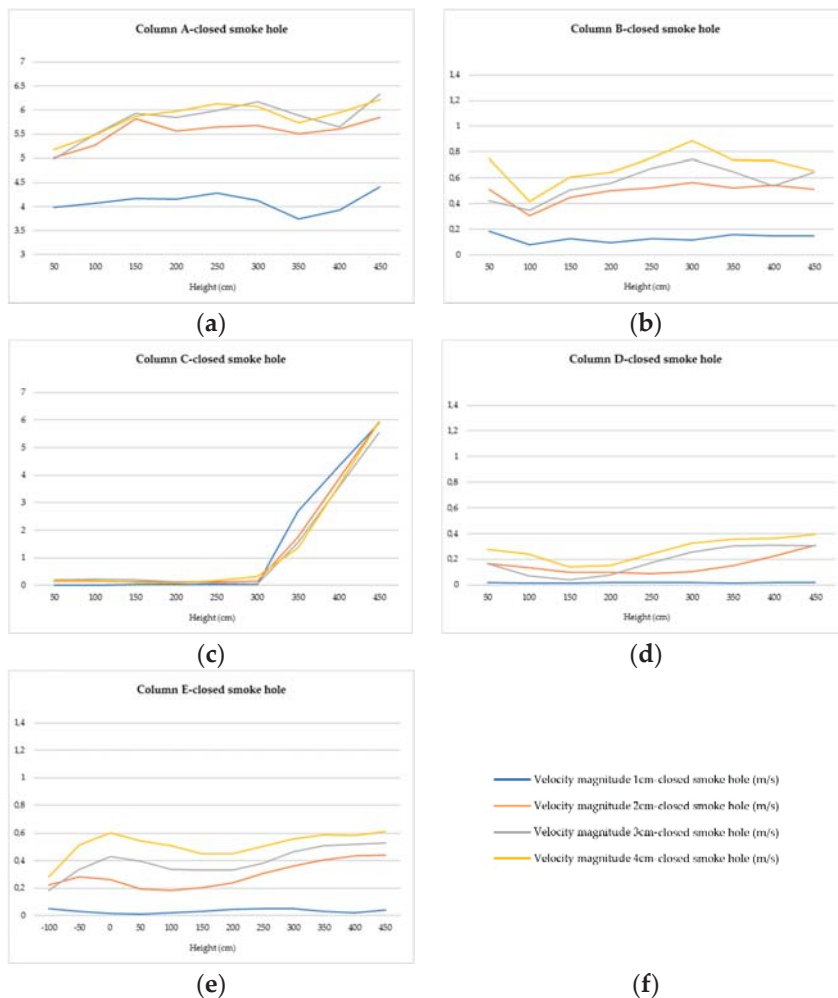 Column A-closed smoke hole
7
6.5
6
5.5
5
4.5
4
3.5
3
50 100 150 200 250 300 350 400 450
Height (cm)
(a)
Column B-closed smoke hole
1,4
1,2
1
0,8
0,6
0,4
0,2
0
50 100 150 200 250 300 350 400 450
Height (cm)
(b)
Column C-closed smoke hole
7
6
5
4
3
2
1
0
50 100 150 200 250 300 350 400 450
Height (cm)
(c)
Column D-closed smoke hole
1,4
1,2
1
0,8
0,6
0,4
0,2
0
50 100 150 200 250 300 350 400 450
Height (cm)
(d)
Column E-closed smoke hole
1,4
1,2
1
0,8
0,6
0,4
0,2
0
-100 -50 0 50 100 150 200 250 300 350 400 450
Height (cm)
(e)
Velocity magnitude 1cm-closed smoke hole (m/s)
Velocity magnitude 2cm-closed smoke hole (m/s)
Velocity magnitude 3cm-closed smoke hole (m/s)
Velocity magnitude 4cm-closed smoke hole (m/s)
(f)